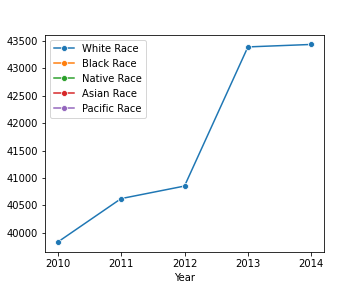 43500
43000
42500
42000
41500
41000
40500
40000
White Race
Black Race
Native Race
Asian Race
Pacific Race
2010 2011 2012 2013 2014
Year